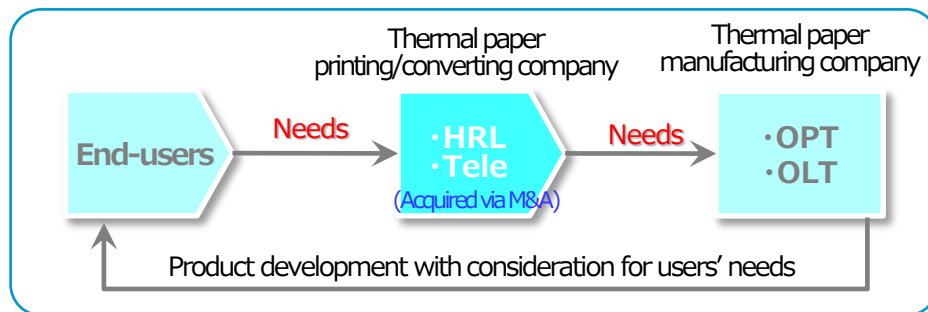 Thermal paper
printing/converting company
Thermal paper
manufacturing company
End-users
Needs
・HRL
・Tele
(Acquired via M&A)
Needs
・OPT
・OLT
Product development with consideration for users’ needs